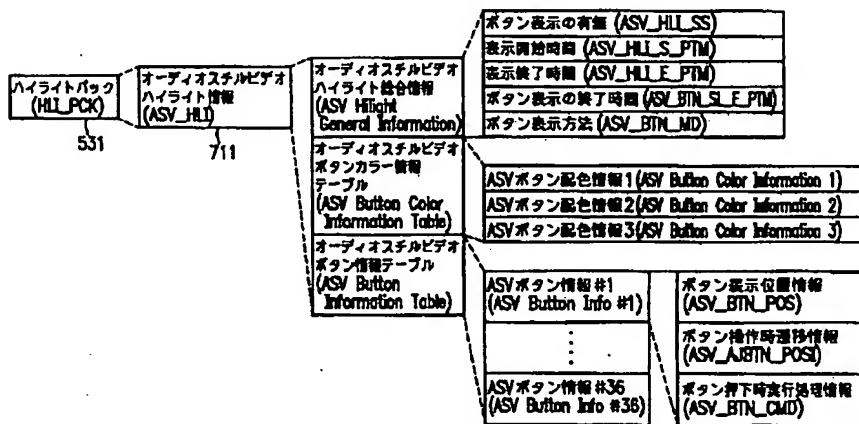 ハイライトパック
(HLI_PCK)
531
オーディオスチルビデオ
ハイライト情報
(ASV_HLI)
711
オーディオスチルビデオ
ハイライト総合情報
(ASV Hilight
General Information)
オーディオスチルビデオ
ボタンカラー情報
テーブル
(ASV Button Color
Information Table)
オーディオスチルビデオ
ボタン情報テーブル
(ASV Button
Information Table)
ボタン表示の有無 (ASV_HLI_SS)
表示開始時間 (ASV_HLI_S_PTM)
表示終了時間 (ASV_HLI_E_PTM)
ボタン表示の終了時間 (ASV_BTN_SL_E_PTM)
ボタン表示方法 (ASV_BTN_MD)
ASVボタン配色情報1(ASV Button Color Information 1)
ASVボタン配色情報2(ASV Button Color Information 2)
ASVボタン配色情報3(ASV Button Color Information 3)
ASVボタン情報#1
(ASV Button Info #1)
⋮
ASVボタン情報#36
(ASV Button Info #36)
ボタン表示位置情報
(ASV_BTN_POS)
ボタン操作時遷移情報
(ASV_AJBTN_POSI)
ボタン押下時実行処理情報
(ASV_BTN_CMD)